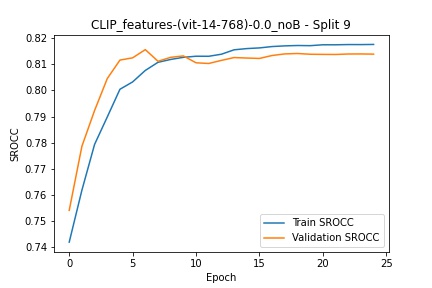 CLIP_features-(vit-14-768)-0.0_noB - Split 9
0.82
0.81
0.80
0.79
0.78
0.77
0.76
0.75
0.74
SROCC
Train SROCC
Validation SROCC
0 5 10 15 20 25
Epoch